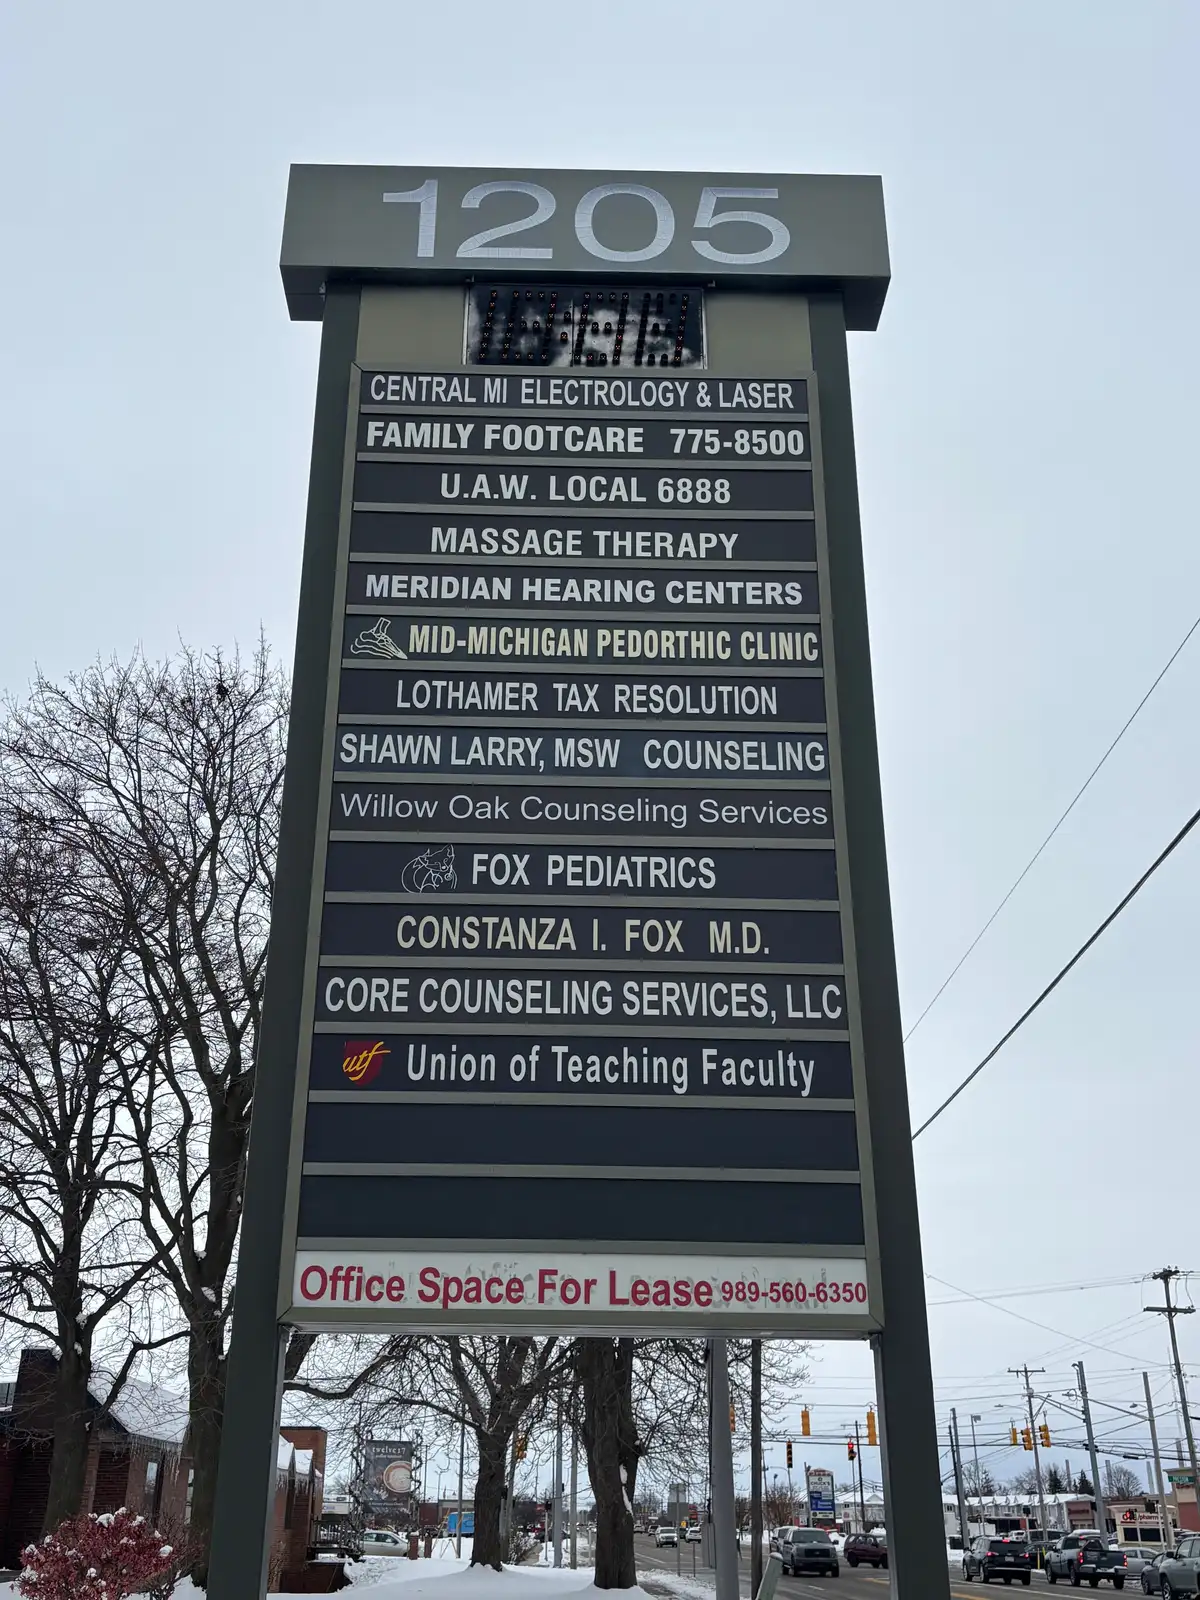 1205
CENTRAL MI ELECTROLOGY & LASER
FAMILY FOOTCARE 775-8500
U.A.W. LOCAL 6888
MASSAGE THERAPY
MERIDIAN HEARING CENTERS
MID-MICHIGAN PEDORTHIC CLINIC
LOTHAMER TAX RESOLUTION
SHAWN LARRY, MSW COUNSELING
Willow Oak Counseling Services
FOX PEDIATRICS
CONSTANZA I. FOX M.D.
CORE COUNSELING SERVICES, LLC
utf Union of Teaching Faculty
Office Space For Lease 989-560-6350
twelve17